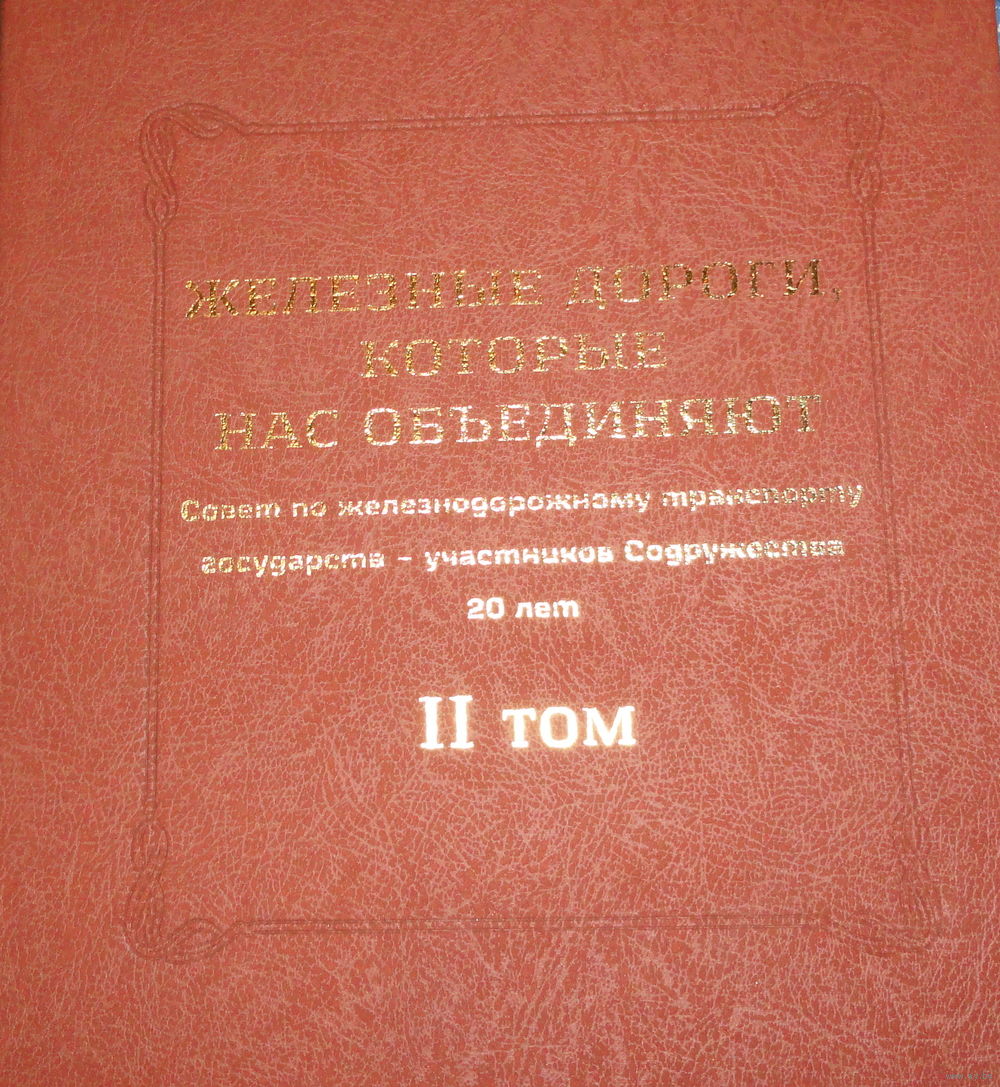 ЖЕЛЕЗНЫЕ ДОРОГИ,
КОТОРЫЕ
НАС ОБЪЕДИНЯЮТ
Совет по железнодорожному транспорту
государств – участников Содружества
20 лет
II том